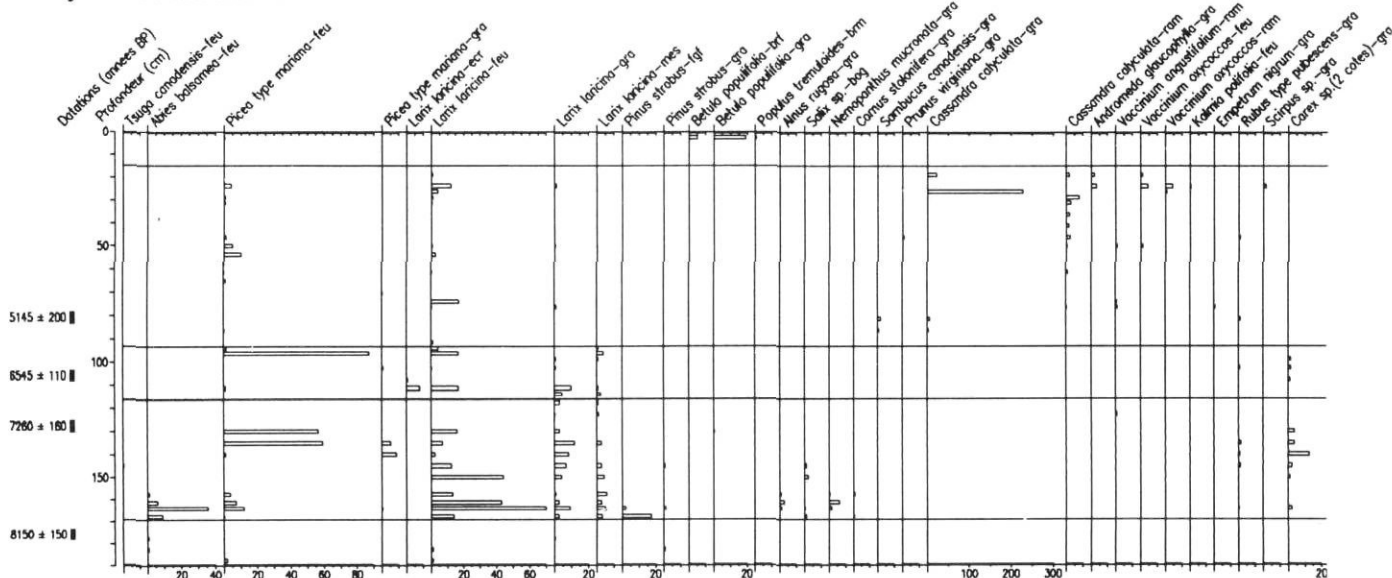 Datations (annees BP)
Profondeur (cm)
Tsuga canadensis-feu
Abies balsamea-feu
Picea type mariana-feu
Picea type mariana-gra
Larix laricina-ecr
Larix laricina-feu
Larix laricina-gra
Larix laricina-mes
Pinus strobus-fgf
Pinus strobus-gra
Betula populifolia-brf
Betula populifolia-gra
Populus tremuloides-brm
Alnus rugosa-gra
Salix sp.-bog
Nemopanthus mucronata-gra
Cornus stolonifera-gra
Sambucus canadensis-gra
Prunus virginiana-gra
Cassandra calyculata-gra
Cassandra calyculata-ram
Andromeda glaucophylla-gra
Vaccinium angustifolium-ram
Vaccinium oxycoccos-feu
Vaccinium oxycoccos-ram
Kalmia polifolia-feu
Empetrum nigrum-gra
Rubus type pubescens-gra
Scirpus sp.-gra
Carex sp.(2 cotes)-gra
0
50
5145 ± 200
100
6545 ± 110
7260 ± 160
150
8150 ± 150
20 40 20 40 60 80 20 40 60 20 20 20 100 200 300 20